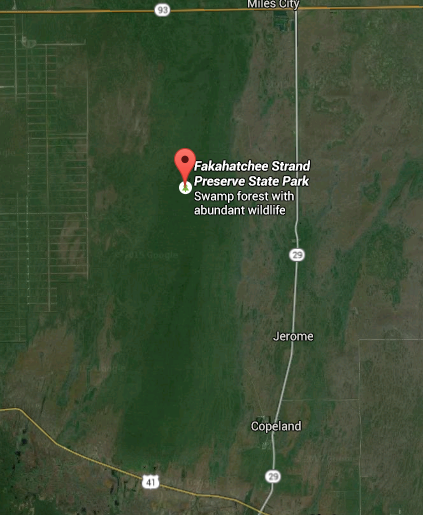 Miles City
93
Fakahatchee Strand
Preserve State Park
Swamp forest with
abundant wildlife
29
Jerome
Copeland
29
41